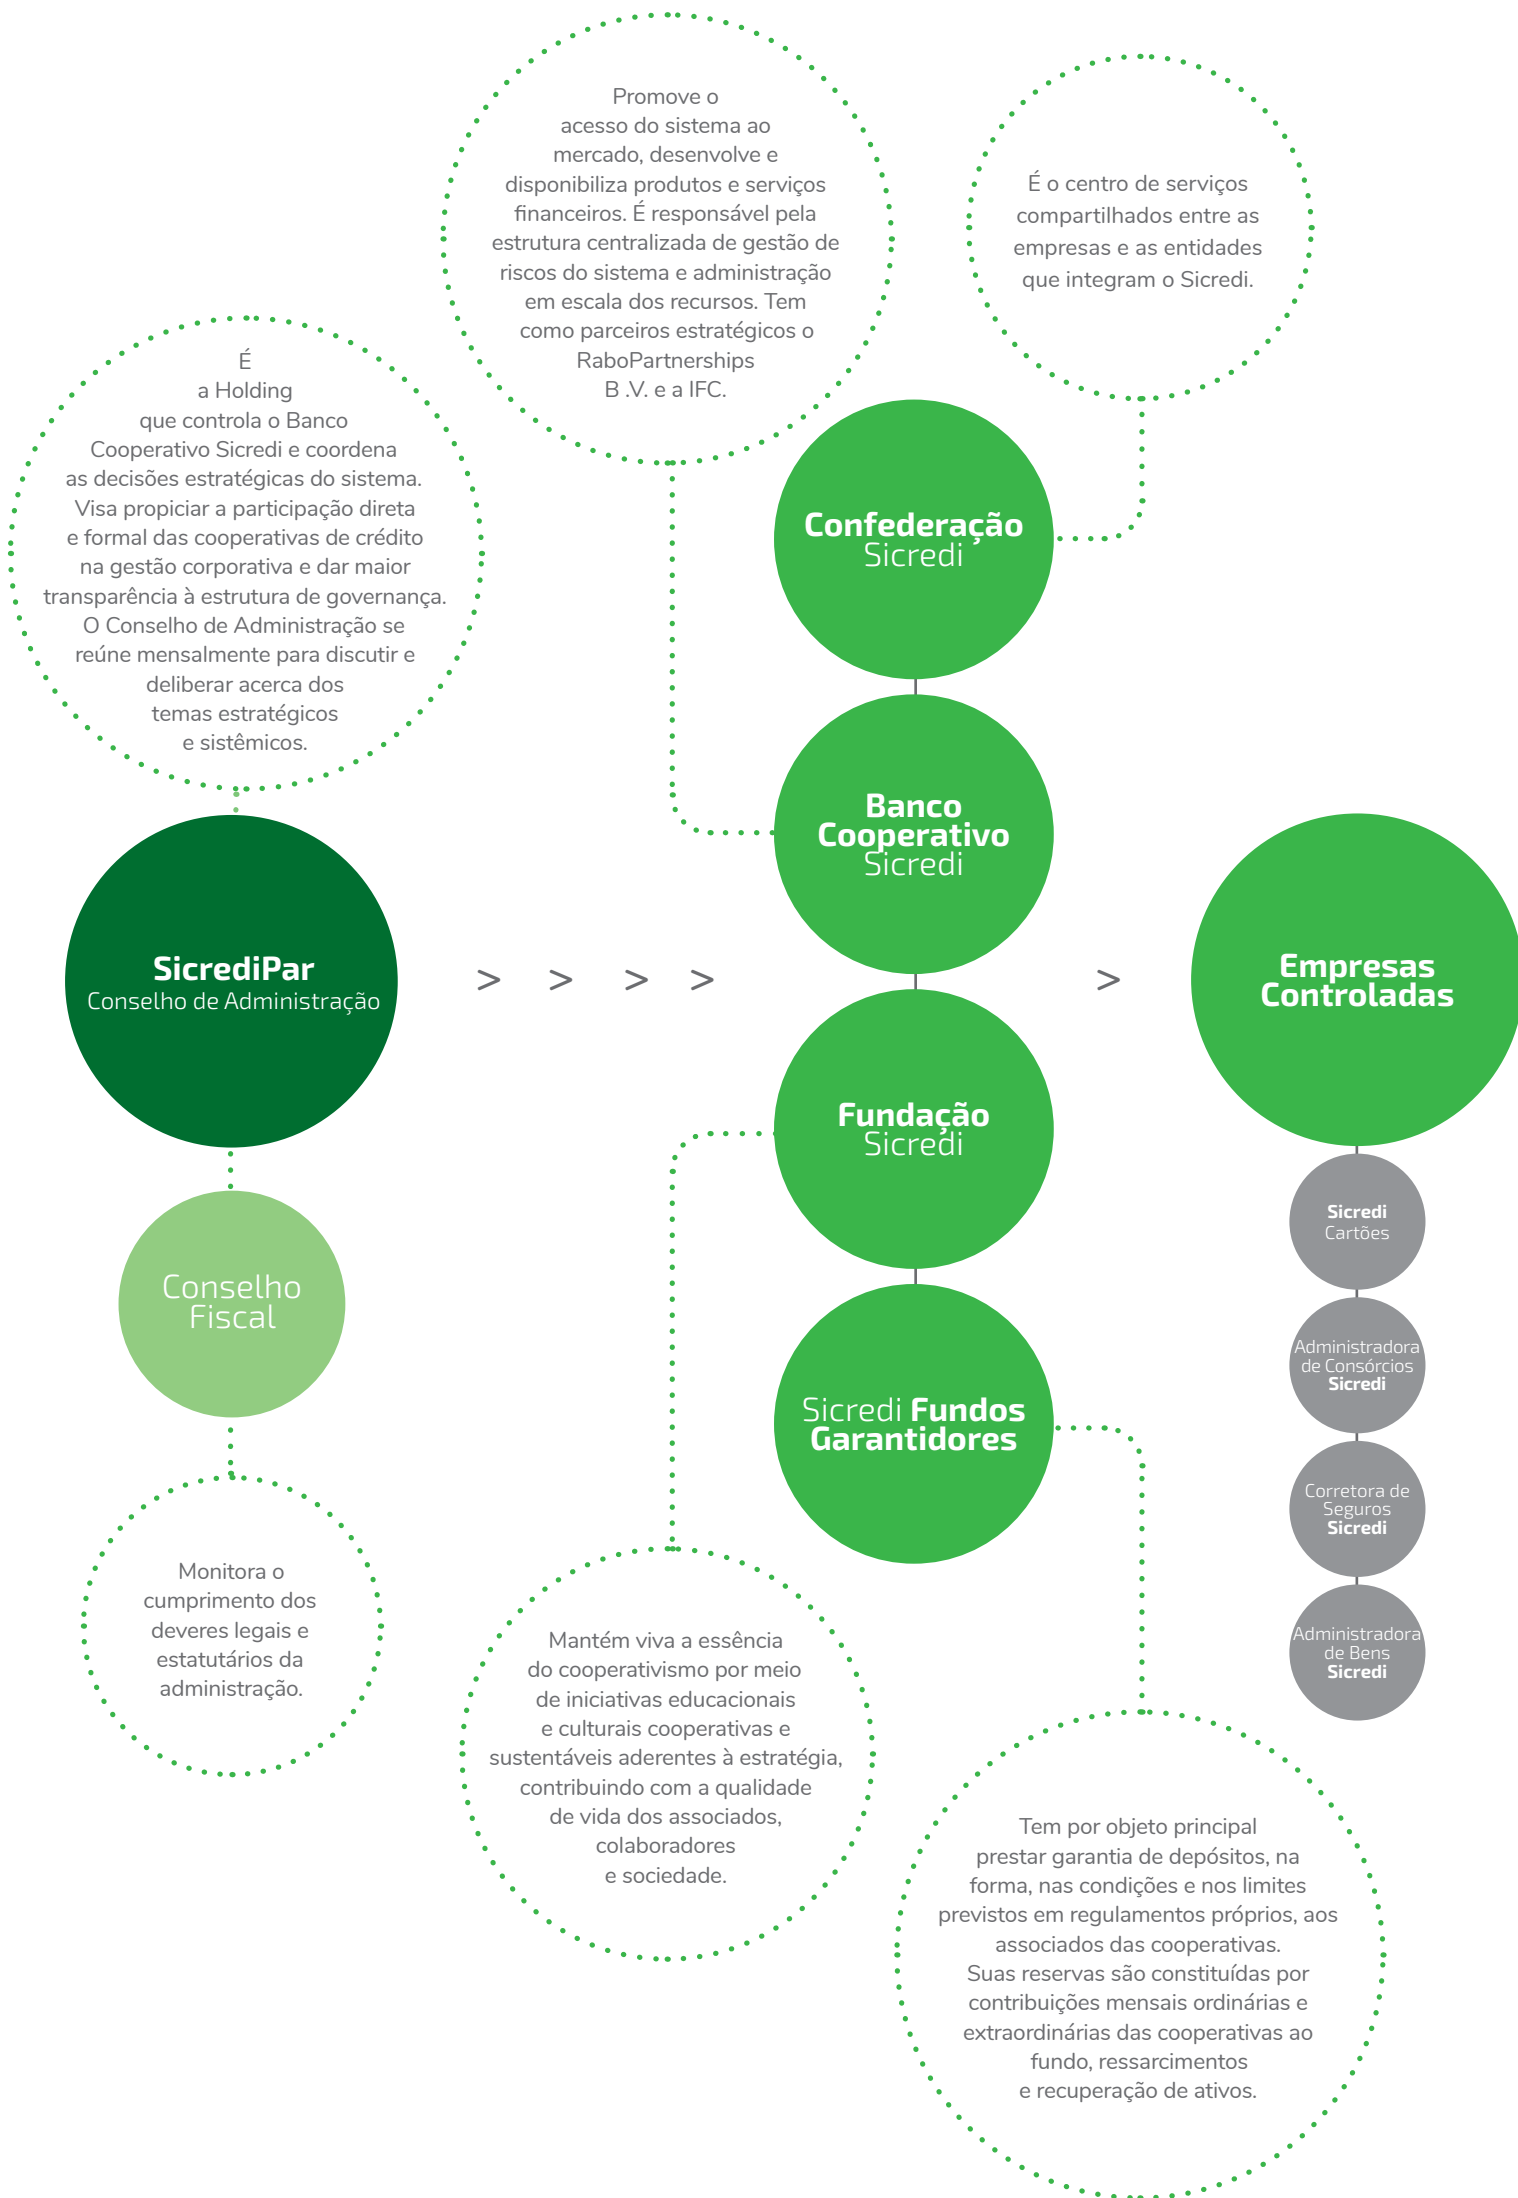 Promove o
acesso do sistema ao
mercado, desenvolve e
disponibiliza produtos e serviços
financeiros. É responsável pela
estrutura centralizada de gestão de
riscos do sistema e administração
em escala dos recursos. Tem
como parceiros estratégicos o
RaboPartnerships
B .V. e a IFC.
É o centro de serviços
compartilhados entre as
empresas e as entidades
que integram o Sicredi.
É
a Holding
que controla o Banco
Cooperativo Sicredi e coordena
as decisões estratégicas do sistema.
Visa propiciar a participação direta
e formal das cooperativas de crédito
na gestão corporativa e dar maior
transparência à estrutura de governança.
O Conselho de Administração se
reúne mensalmente para discutir e
deliberar acerca dos
temas estratégicos
e sistêmicos.
Confederação
Sicredi
Banco
Cooperativo
Sicredi
SicrediPar
Conselho de Administração
> > > >
>
Empresas
Controladas
Fundação
Sicredi
Conselho
Fiscal
Sicredi Fundos
Garantidores
Sicredi
Cartões
Administradora
de Consórcios
Sicredi
Corretora de
Seguros
Sicredi
Administradora
de Bens
Sicredi
Monitora o
cumprimento dos
deveres legais e
estatutários da
administração.
Mantém viva a essência
do cooperativismo por meio
de iniciativas educacionais
e culturais cooperativas e
sustentáveis aderentes à estratégia,
contribuindo com a qualidade
de vida dos associados,
colaboradores
e sociedade.
Tem por objeto principal
prestar garantia de depósitos, na
forma, nas condições e nos limites
previstos em regulamentos próprios, aos
associados das cooperativas.
Suas reservas são constituídas por
contribuições mensais ordinárias e
extraordinárias das cooperativas ao
fundo, ressarcimentos
e recuperação de ativos.